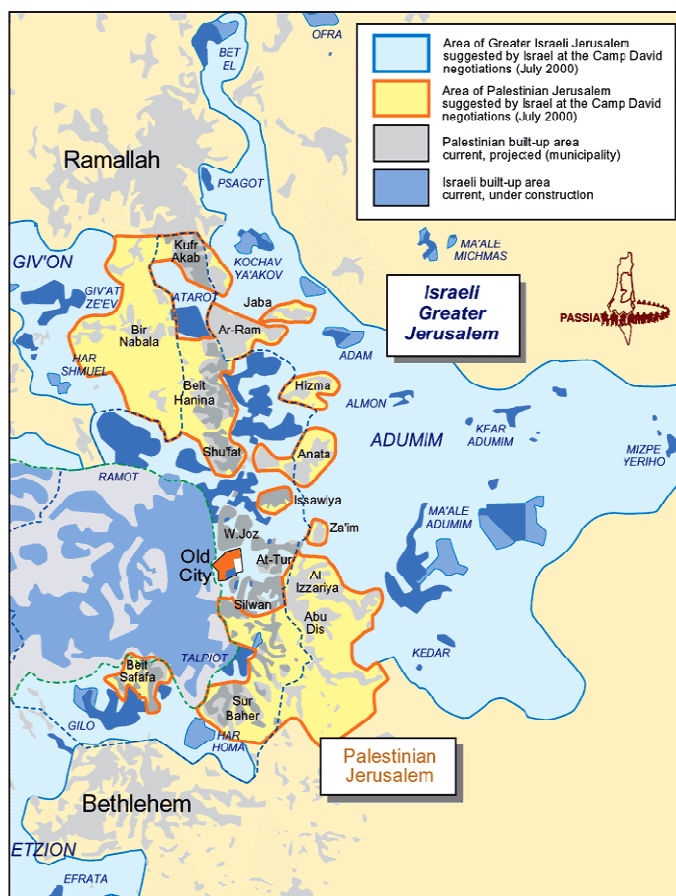 OFRA
BET
EL
Area of Greater Israeli Jerusalem
suggested by Israel at the Camp David
negotiations (July 2000)
Area of Palestinian Jerusalem
suggested by Israel at the Camp David
negotiations (July 2000)
Palestinian built-up area
current, projected (municipality)
Israeli built-up area
current, under construction
Ramallah
PSAGOT
Kufr
Akab
KOCHAV
YA'AKOV
MA'ALE
MICHMAS
GIV'ON
GIV'AT
ZE'EV
ATAROT
Jaba
Israeli
Greater
Jerusalem
PASSIA
Bir
Nabala
Ar-Ram
ADAM
HAR
SHMUEL
Beit
Hanina
Hizma
ALMON
KFAR
ADUMIM
ADUMIM
MIZPE
YERIHO
Shu'fat
Anata
RAMOT
Issawiya
MA'ALE
ADUMIM
Za'im
W.Joz
Old
City
At-Tur
Al
Izzariya
Silwan
Abu
Dis
TALPIOT
KEDAR
Beit
Safafa
Sur
Baher
GILO
HAR
HOMA
Palestinian
Jerusalem
Bethlehem
ETZION
EFRATA